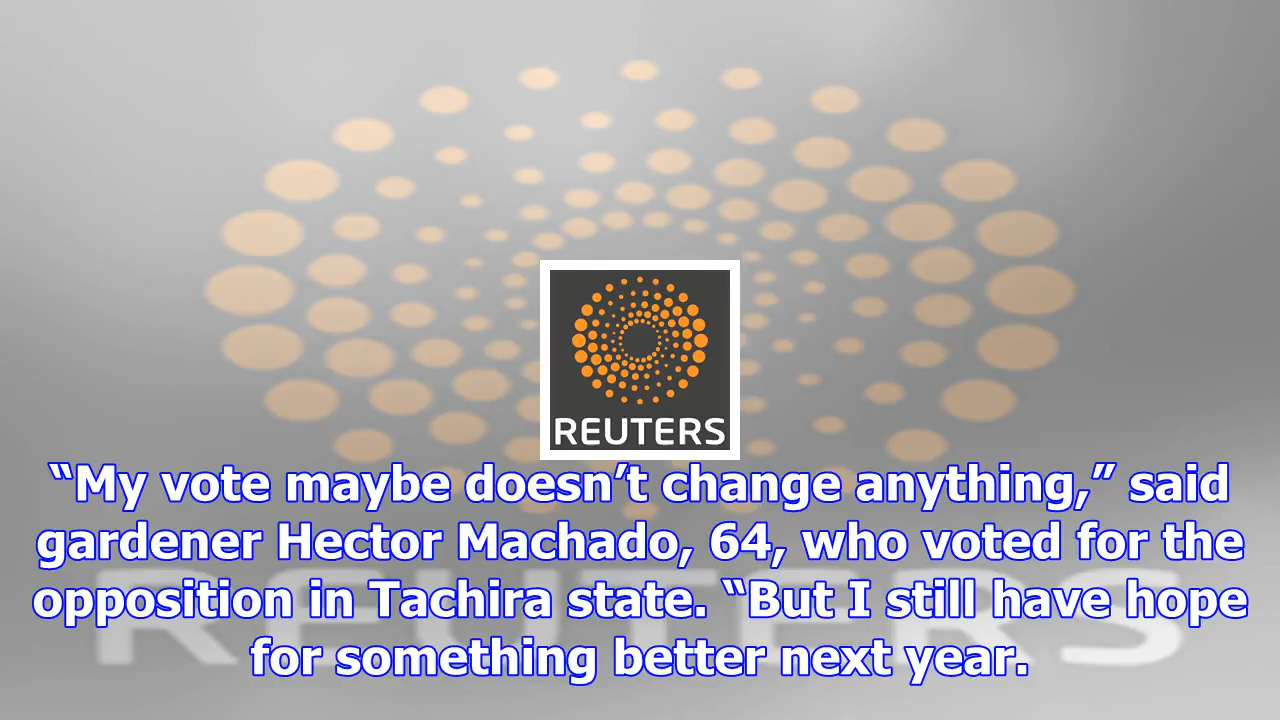 REUTERS
“My vote maybe doesn’t change anything,” said
gardener Hector Machado, 64, who voted for the
opposition in Tachira state. “But I still have hope
for something better next year.
REUTERS